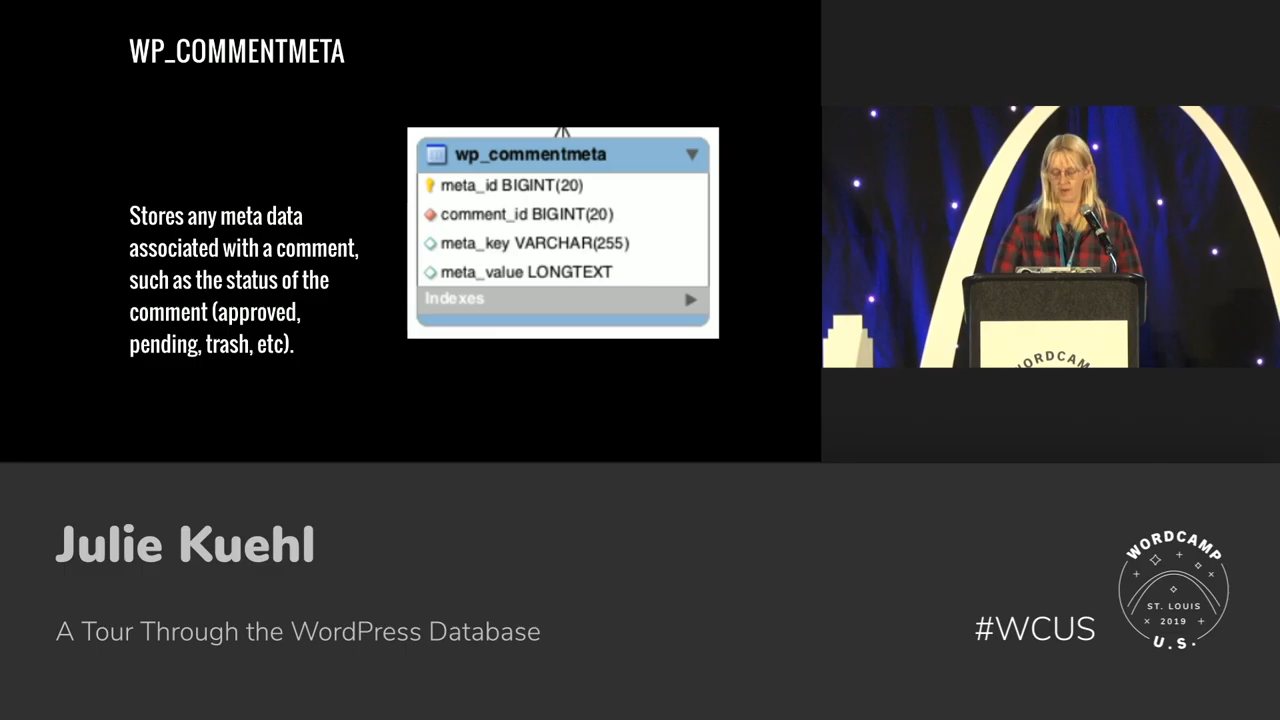 WP_COMMENTMETA
wp_commentmeta
meta_id BIGINT(20)
comment_id BIGINT(20)
meta_key VARCHAR(255)
meta_value LONGTEXT
Indexes
Stores any meta data
associated with a comment,
such as the status of the
comment (approved,
pending, trash, etc).
WORDCAMP
Julie Kuehl
A Tour Through the WordPress Database
#WCUS
WORDCAMP
ST. LOUIS
2019
U.S.